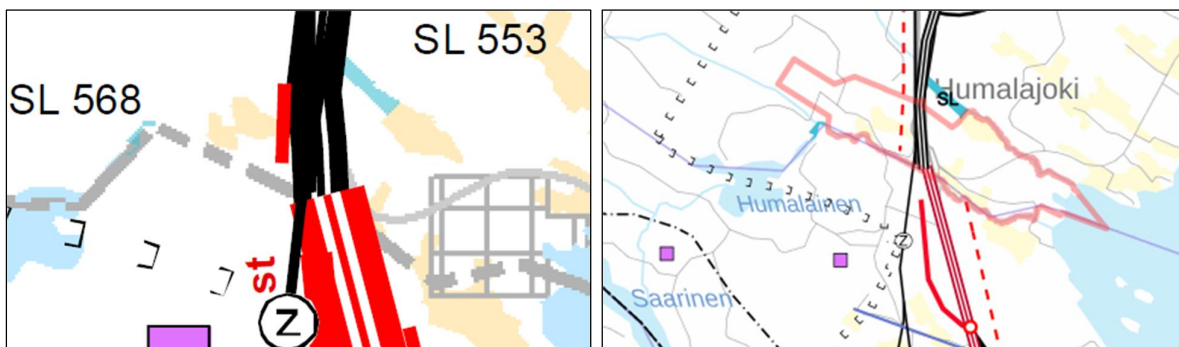 SL 553
SL 568
st
Z
Humalajoki
SL
Humalainen
Z
Saarinen